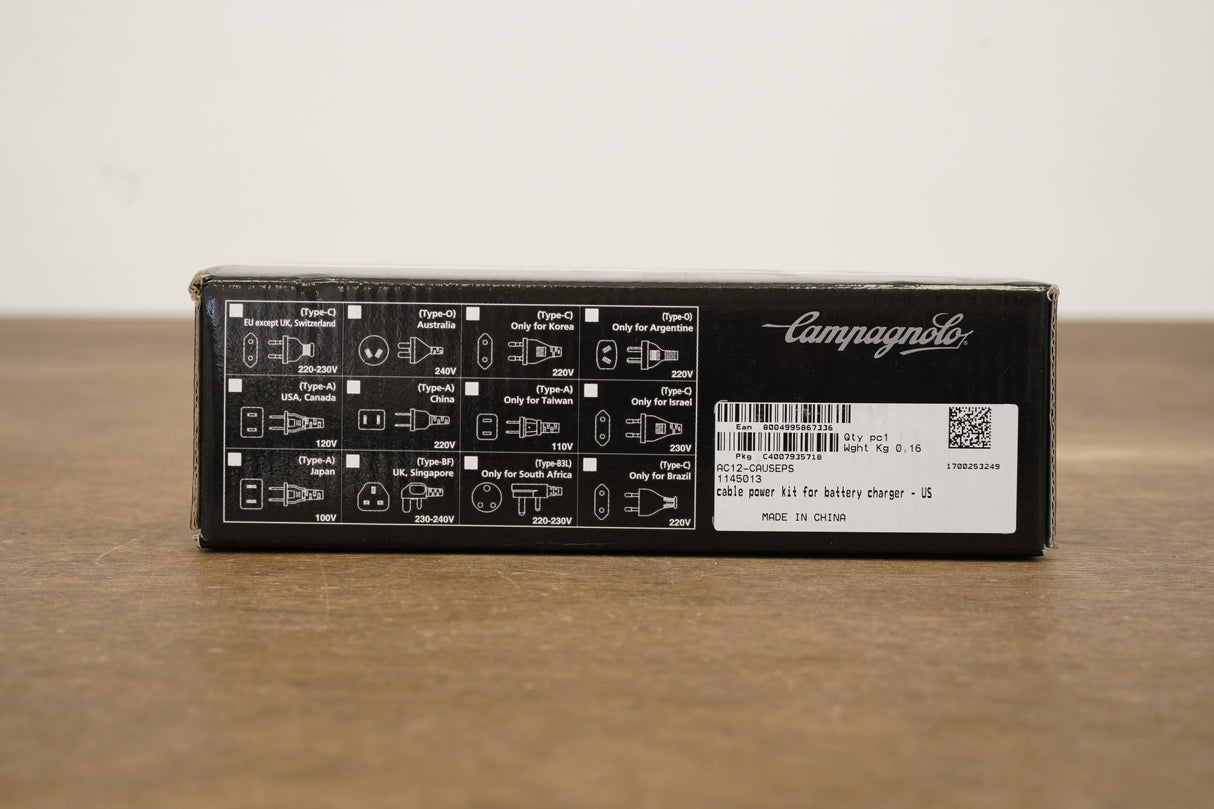 (Type-C)
EU except UK, Switzerland
220-230V
(Type-O)
Australia
240V
(Type-C)
Only for Korea
220V
(Type-O)
Only for Argentine
220V
(Type-A)
USA, Canada
120V
(Type-A)
China
220V
(Type-A)
Only for Taiwan
110V
(Type-C)
Only for Israel
230V
(Type-A)
Japan
100V
(Type-BF)
UK, Singapore
230-240V
(Type-B3L)
Only for South Africa
220-230V
(Type-C)
Only for Brazil
220V
Campagnolo®
Ean 8004995867336
Pkg C4007935718
Qty pc1
Wght Kg 0,16
1700253249
AC12-CAUSEPS
1145013
cable power kit for battery charger - US
MADE IN CHINA